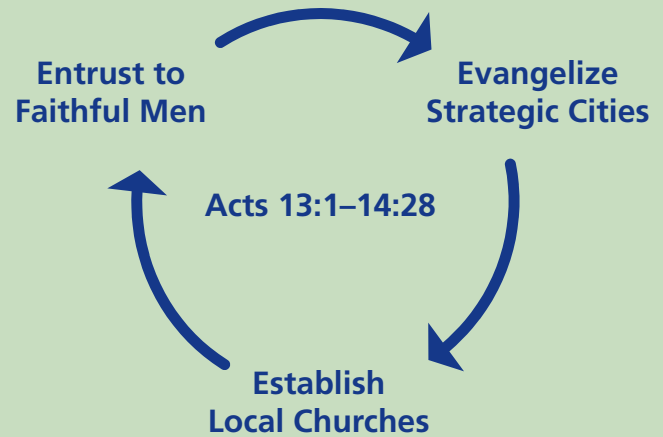 Entrust to
Faithful Men
Evangelize
Strategic Cities
Acts 13:1–14:28
Establish
Local Churches